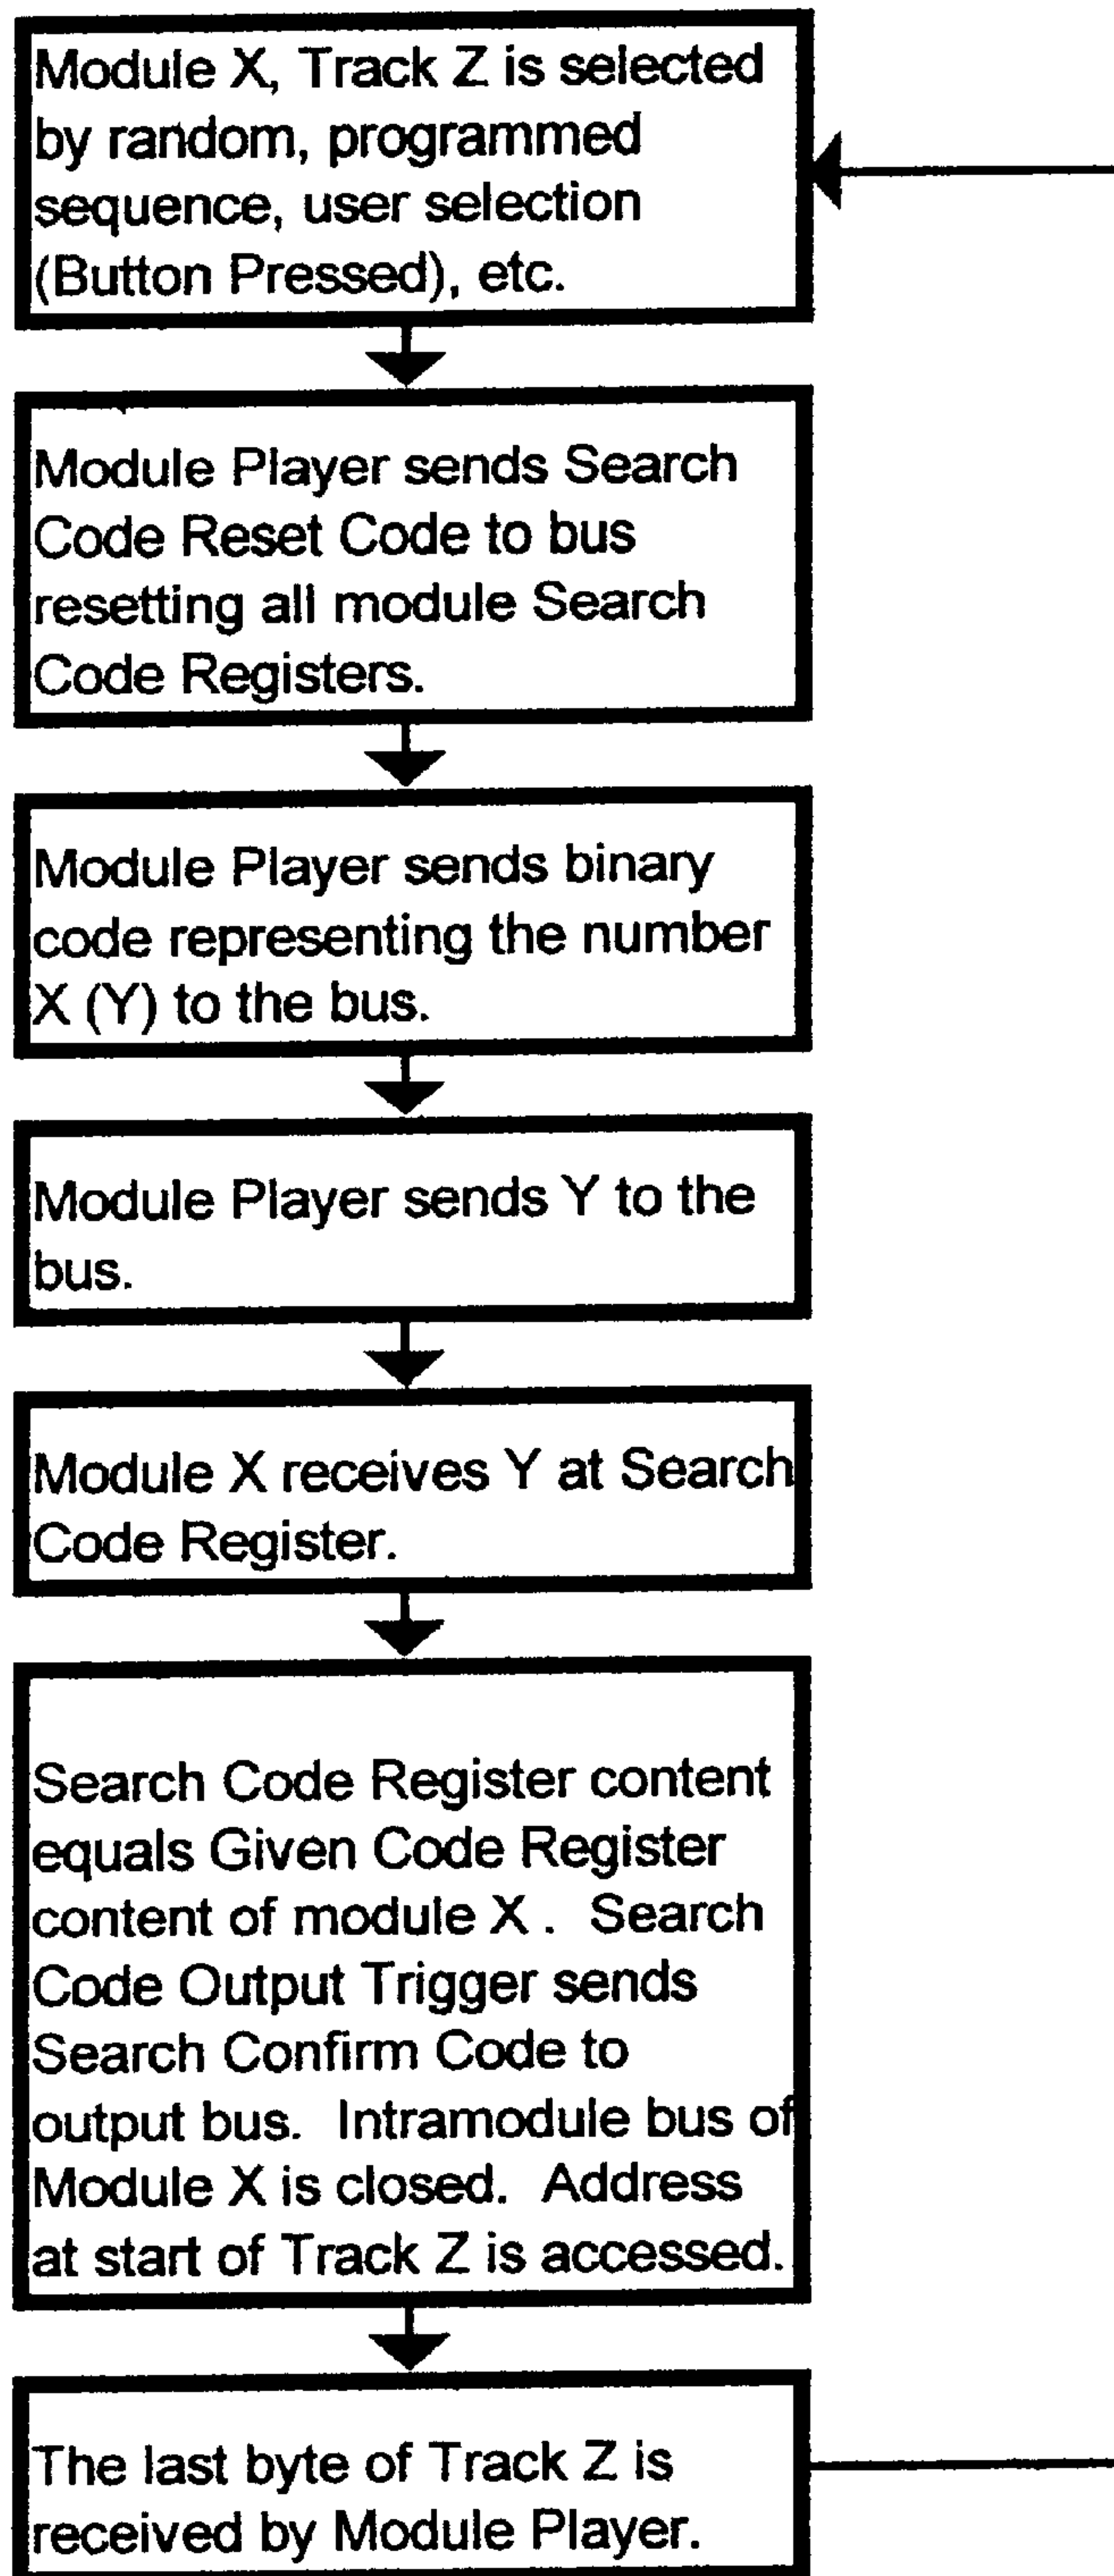 Module X, Track Z is selected
by random, programmed
sequence, user selection
(Button Pressed), etc.
Module Player sends Search
Code Reset Code to bus
resetting all module Search
Code Registers.
Module Player sends binary
code representing the number
X (Y) to the bus.
Module Player sends Y to the
bus.
Module X receives Y at Search
Code Register.
Search Code Register content
equals Given Code Register
content of module X . Search
Code Output Trigger sends
Search Confirm Code to
output bus. Intramodule bus of
Module X is closed. Address
at start of Track Z is accessed.
The last byte of Track Z is
received by Module Player.